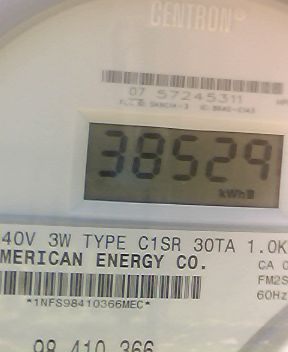 CENTRON®
07 57245311
38529
kWh
40V 3W TYPE C1SR 30TA 1.0K
MERICAN ENERGY CO.
CA 0
FM2S
60Hz
*1NFS98410366MEC*
98 410 366